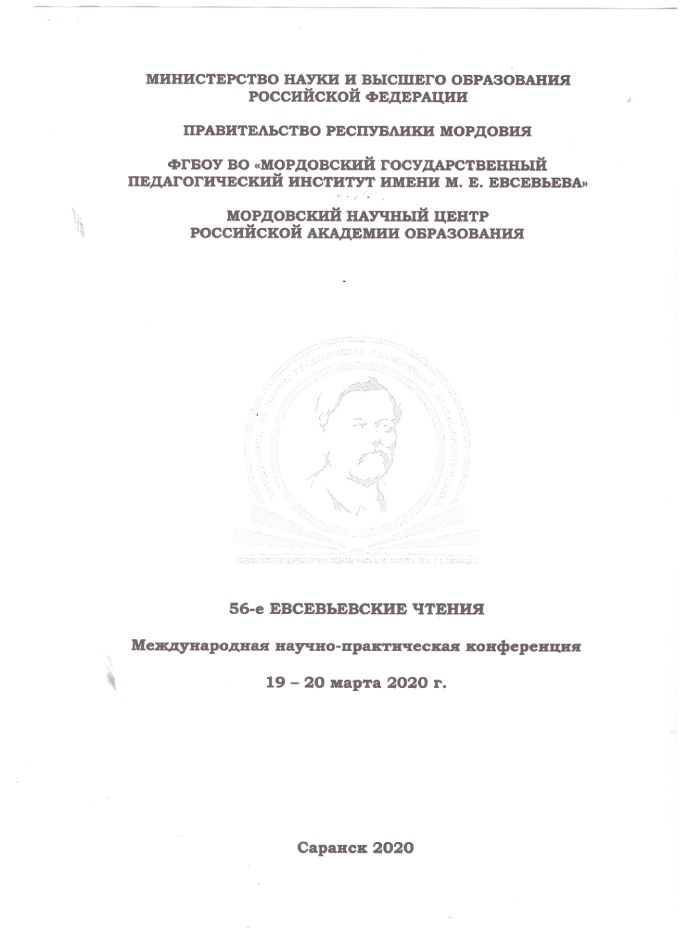 МИНИСТЕРСТВО НАУКИ И ВЫСШЕГО ОБРАЗОВАНИЯ
РОССИЙСКОЙ ФЕДЕРАЦИИ
ПРАВИТЕЛЬСТВО РЕСПУБЛИКИ МОРДОВИЯ
ФГБОУ ВО «МОРДОВСКИЙ ГОСУДАРСТВЕННЫЙ
ПЕДАГОГИЧЕСКИЙ ИНСТИТУТ ИМЕНИ М. Е. ЕВСЕВЬЕВА»
МОРДОВСКИЙ НАУЧНЫЙ ЦЕНТР
РОССИЙСКОЙ АКАДЕМИИ ОБРАЗОВАНИЯ
56-е ЕВСЕВЬЕВСКИЕ ЧТЕНИЯ
Международная научно-практическая конференция
19 – 20 марта 2020 г.
Саранск 2020